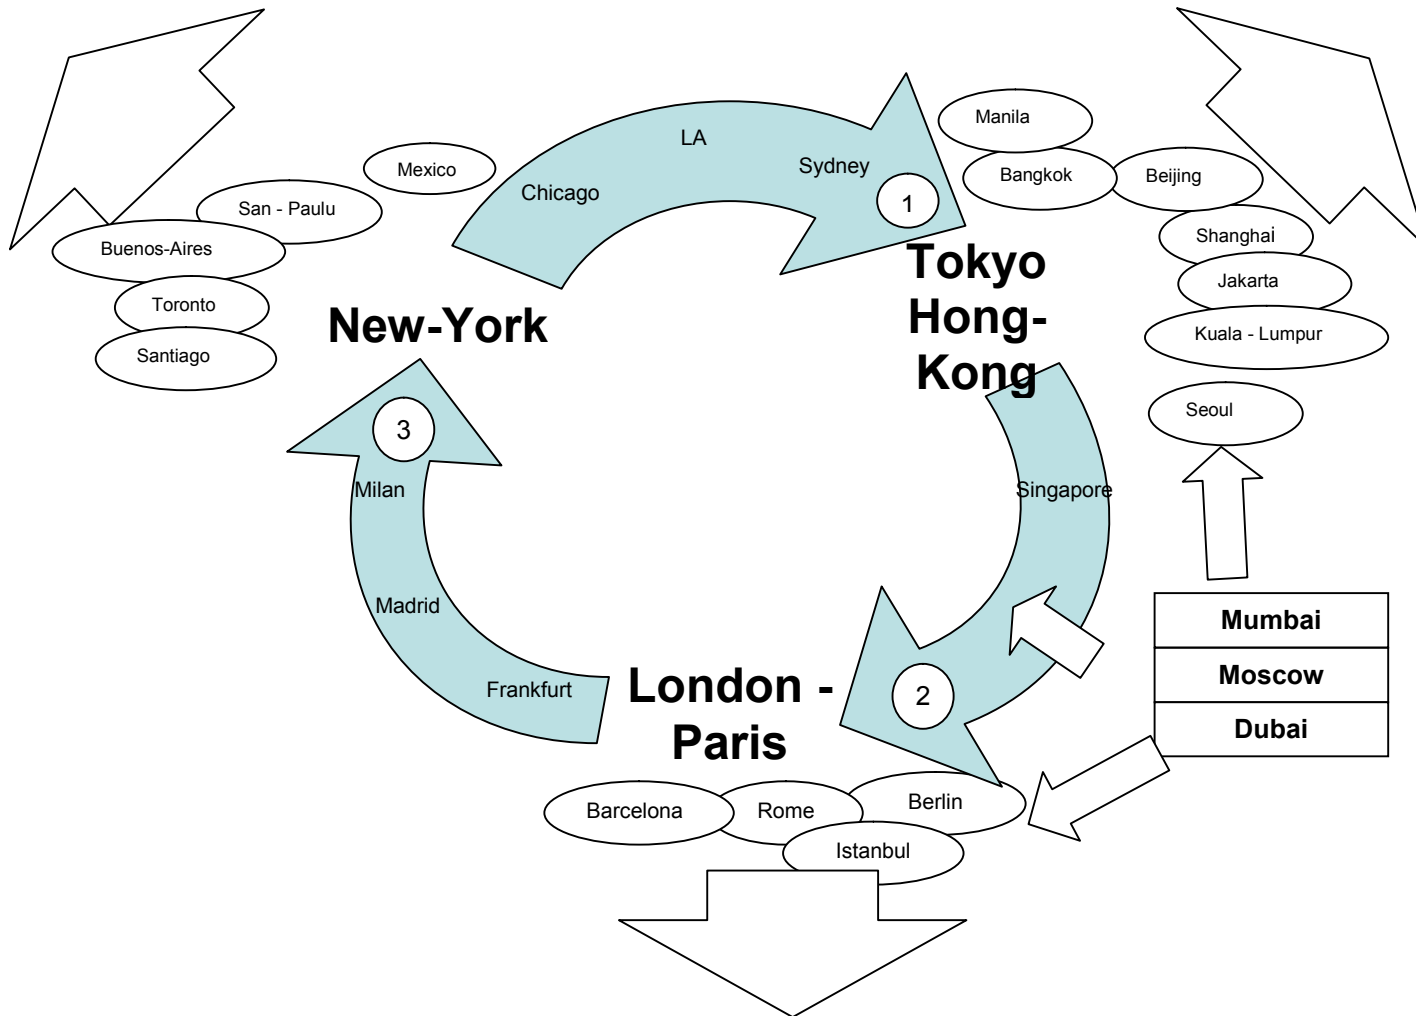 LA
Manila
Sydney
Mexico
Chicago
Bangkok
Beijing
1
San - Paulu
Shanghai
Buenos-Aires
Tokyo
Hong-
Kong
Jakarta
Toronto
New-York
Kuala - Lumpur
Santiago
Seoul
3
Milan
Singapore
Madrid
Mumbai
Moscow
Dubai
Frankfurt
London -
Paris
2
Barcelona
Rome
Berlin
Istanbul